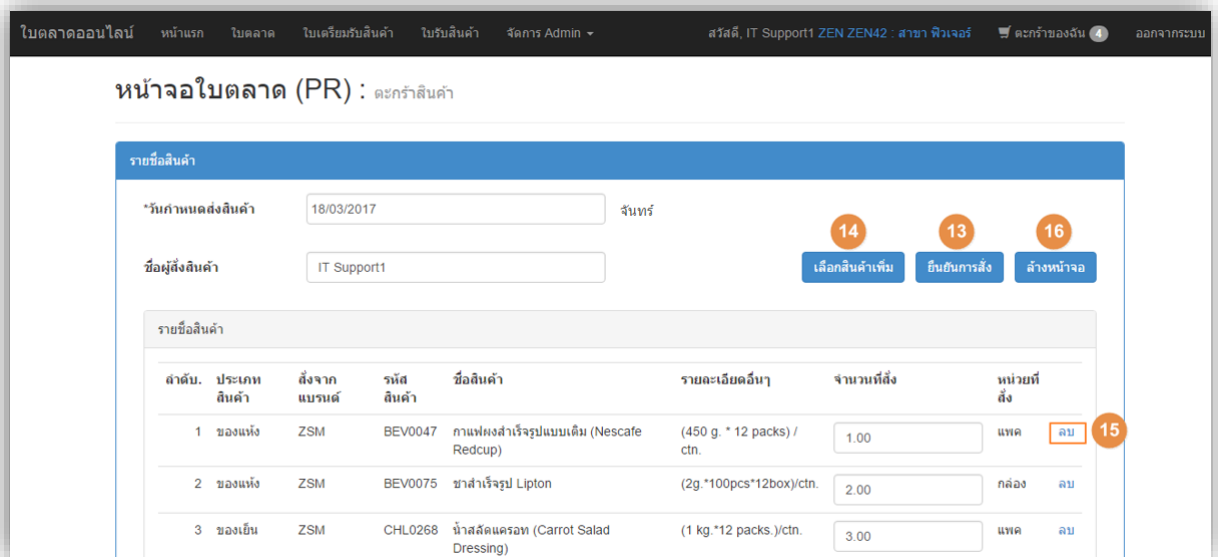 ใบตลาดออนไลน์ หน้าแรก ใบตลาด ใบเตรียมรับสินค้า ใบรับสินค้า จัดการ Admin สวัสดี, IT Support1 ZEN ZEN42 : สาขา ฟิวเจอร์ ตะกร้าของฉัน 4 ออกจากระบบ
หน้าจอใบตลาด (PR) : ตะกร้าสินค้า
รายชื่อสินค้า
*วันกำหนดส่งสินค้า 18/03/2017 จันทร์
14 13 16
ชื่อผู้สั่งสินค้า IT Support1 เลือกสินค้าเพิ่ม ยืนยันการสั่ง ล้างหน้าจอ
รายชื่อสินค้า
ลำดับ. ประเภท สั่งจาก รหัส ชื่อสินค้า รายละเอียดอื่นๆ จำนวนที่สั่ง หน่วยที่
สินค้า แบรนด์ สินค้า สั่ง
1 ของแห้ง ZSM BEV0047 กาแฟผงสำเร็จรูปแบบเติม (Nescafe (450 g. * 12 packs) / 1.00 แพค ลบ 15
Redcup) ctn.
2 ของแห้ง ZSM BEV0075 ชาสำเร็จรูป Lipton (2g.*100pcs*12box)/ctn. 2.00 กล่อง ลบ
3 ของเย็น ZSM CHL0268 น้ำสลัดแครอท (Carrot Salad (1 kg.*12 packs.)/ctn. 3.00 แพค ลบ
Dressing)